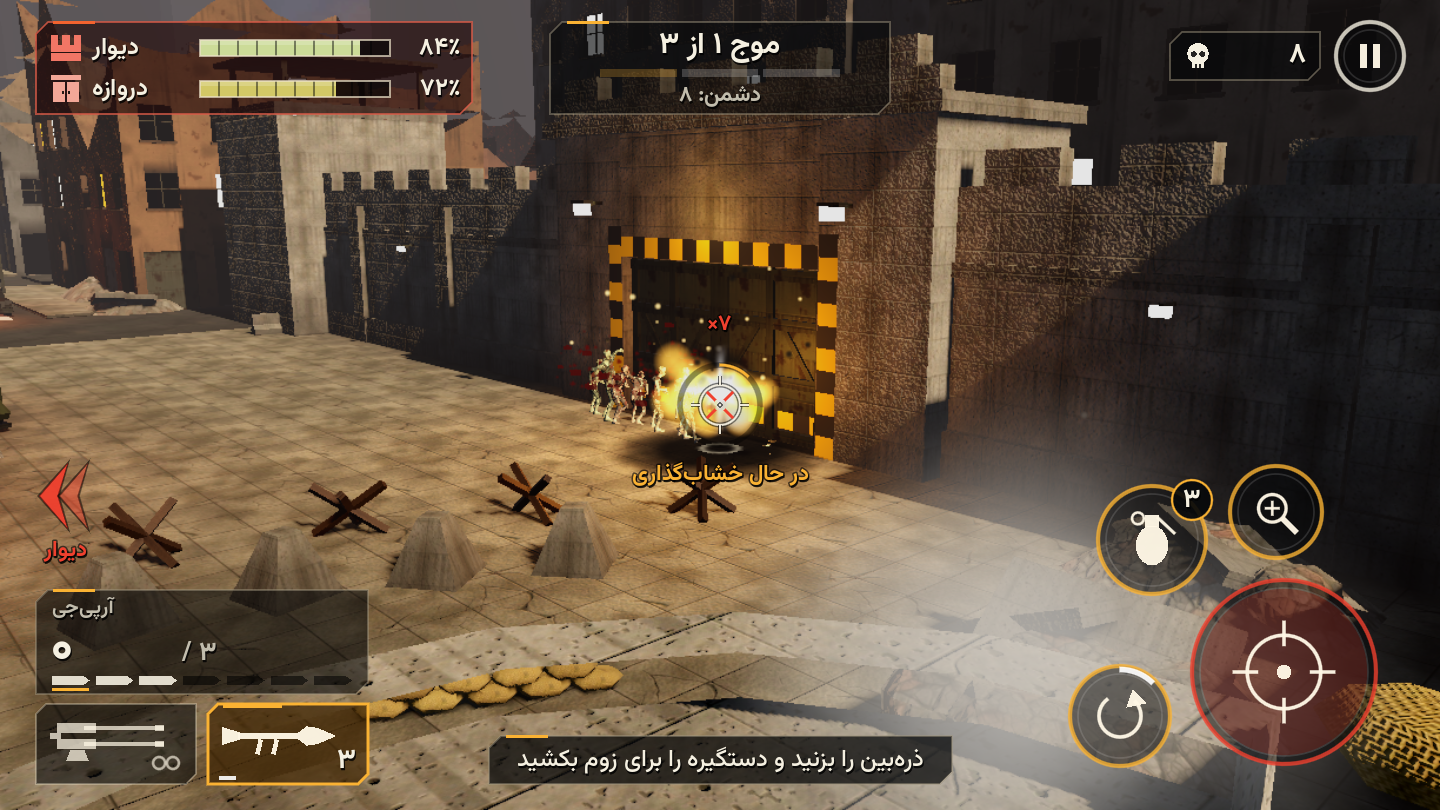 دیوار ۸۴٪
دروازه ۷۲٪
موج ۱ از ۳
دشمن: ۸
۸
×۷
در حال خشاب‌گذاری
دیوار
۳
آرپی‌جی
۰ / ۳
∞
۳
ذره‌بین را بزنید و دستگیره را برای زوم بکشید